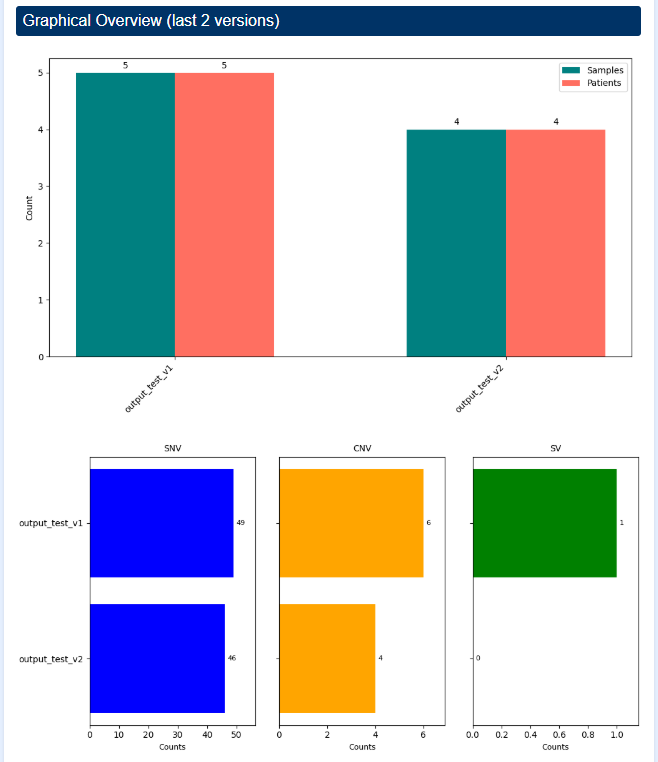 Graphical Overview (last 2 versions)
5 5
4 4
Samples
Patients
5
4
3
2
1
0
Count
output_test_v1 output_test_v2
SNV CNV SV
output_test_v1 49 6 1
output_test_v2 46 4 0
0 10 20 30 40 50 0 2 4 6 0.0 0.2 0.4 0.6 0.8 1.0
Counts Counts Counts